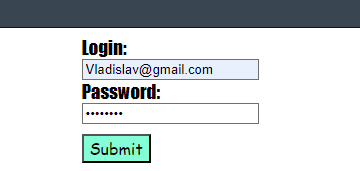 Login:
Vladislav@gmail.com
Password:
••••••••
Submit